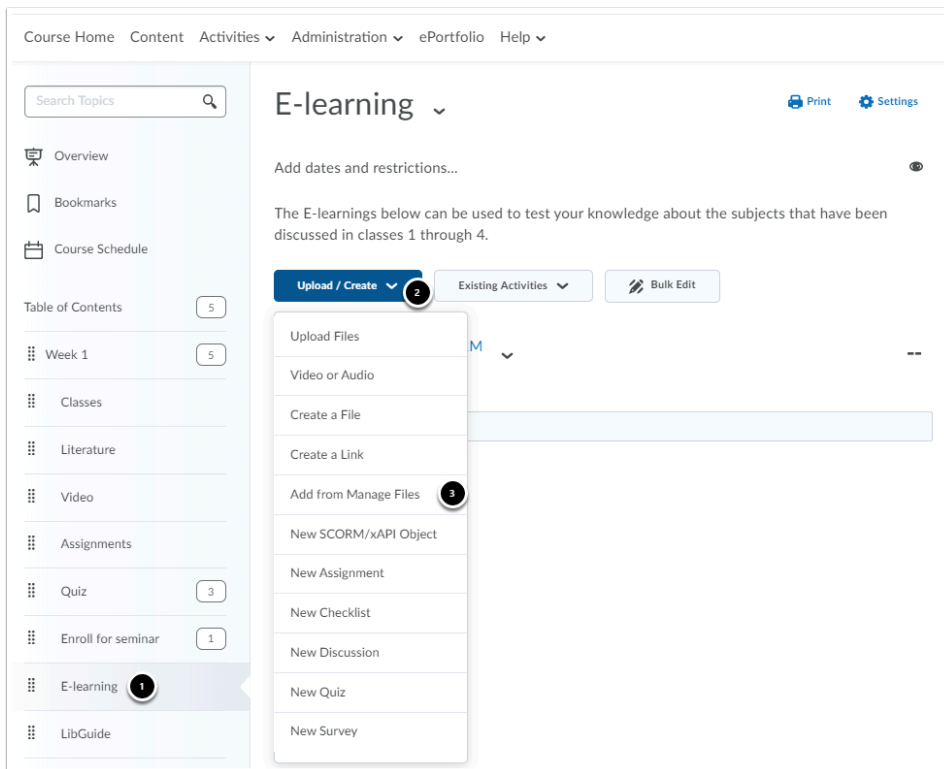 Course Home Content Activities Administration ePortfolio Help
Search Topics
Overview
Bookmarks
Course Schedule
Table of Contents 5
Week 1 5
Classes
Literature
Video
Assignments
Quiz 3
Enroll for seminar 1
E-learning 1
LibGuide
E-learning
Print Settings
Add dates and restrictions...
The E-learnings below can be used to test your knowledge about the subjects that have been
discussed in classes 1 through 4.
Upload / Create 2 Existing Activities Bulk Edit
Upload Files
M
--
Video or Audio
Create a File
Create a Link
Add from Manage Files 3
New SCORM/xAPI Object
New Assignment
New Checklist
New Discussion
New Quiz
New Survey